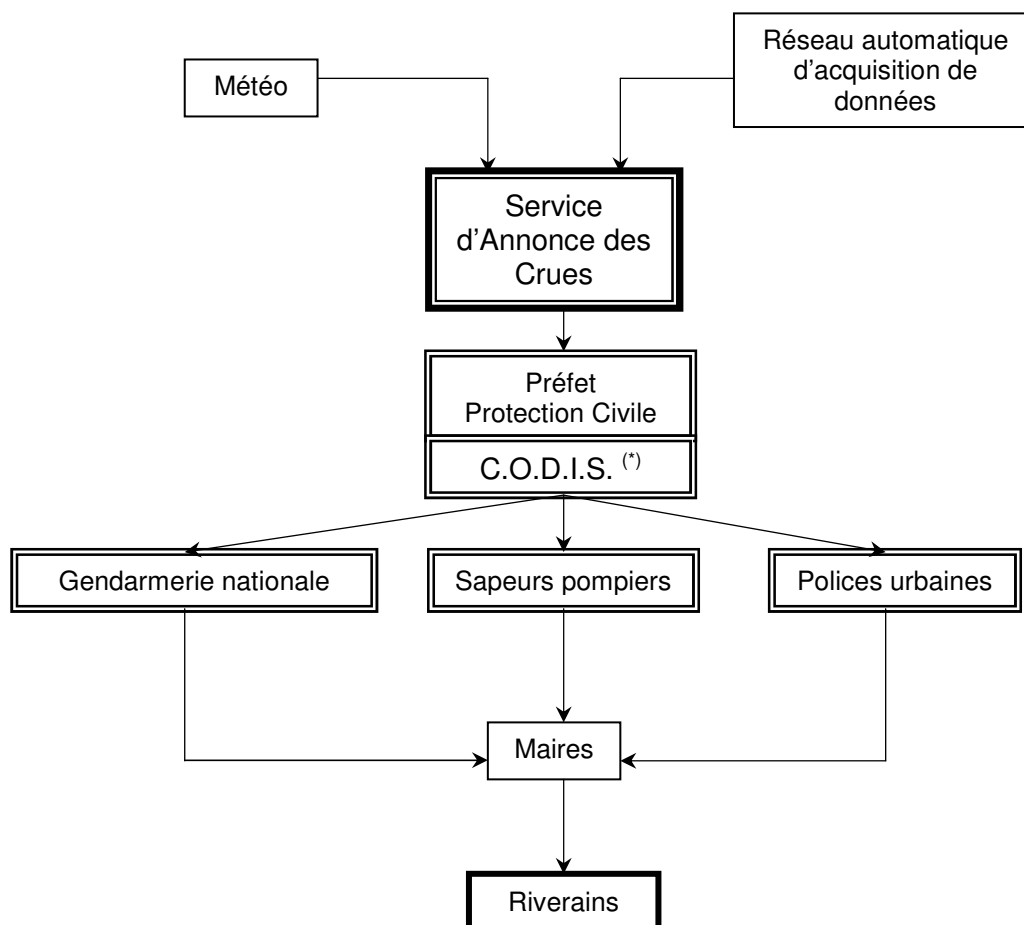 Météo
Réseau automatique
d’acquisition de
données
Service
d’Annonce des
Crues
Préfet
Protection Civile
C.O.D.I.S. (*)
Gendarmerie nationale
Sapeurs pompiers
Polices urbaines
Maires
Riverains